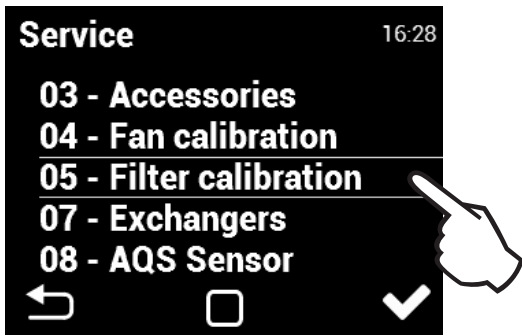 Service 16:28
03 - Accessories
04 - Fan calibration
05 - Filter calibration
07 - Exchangers
08 - AQS Sensor